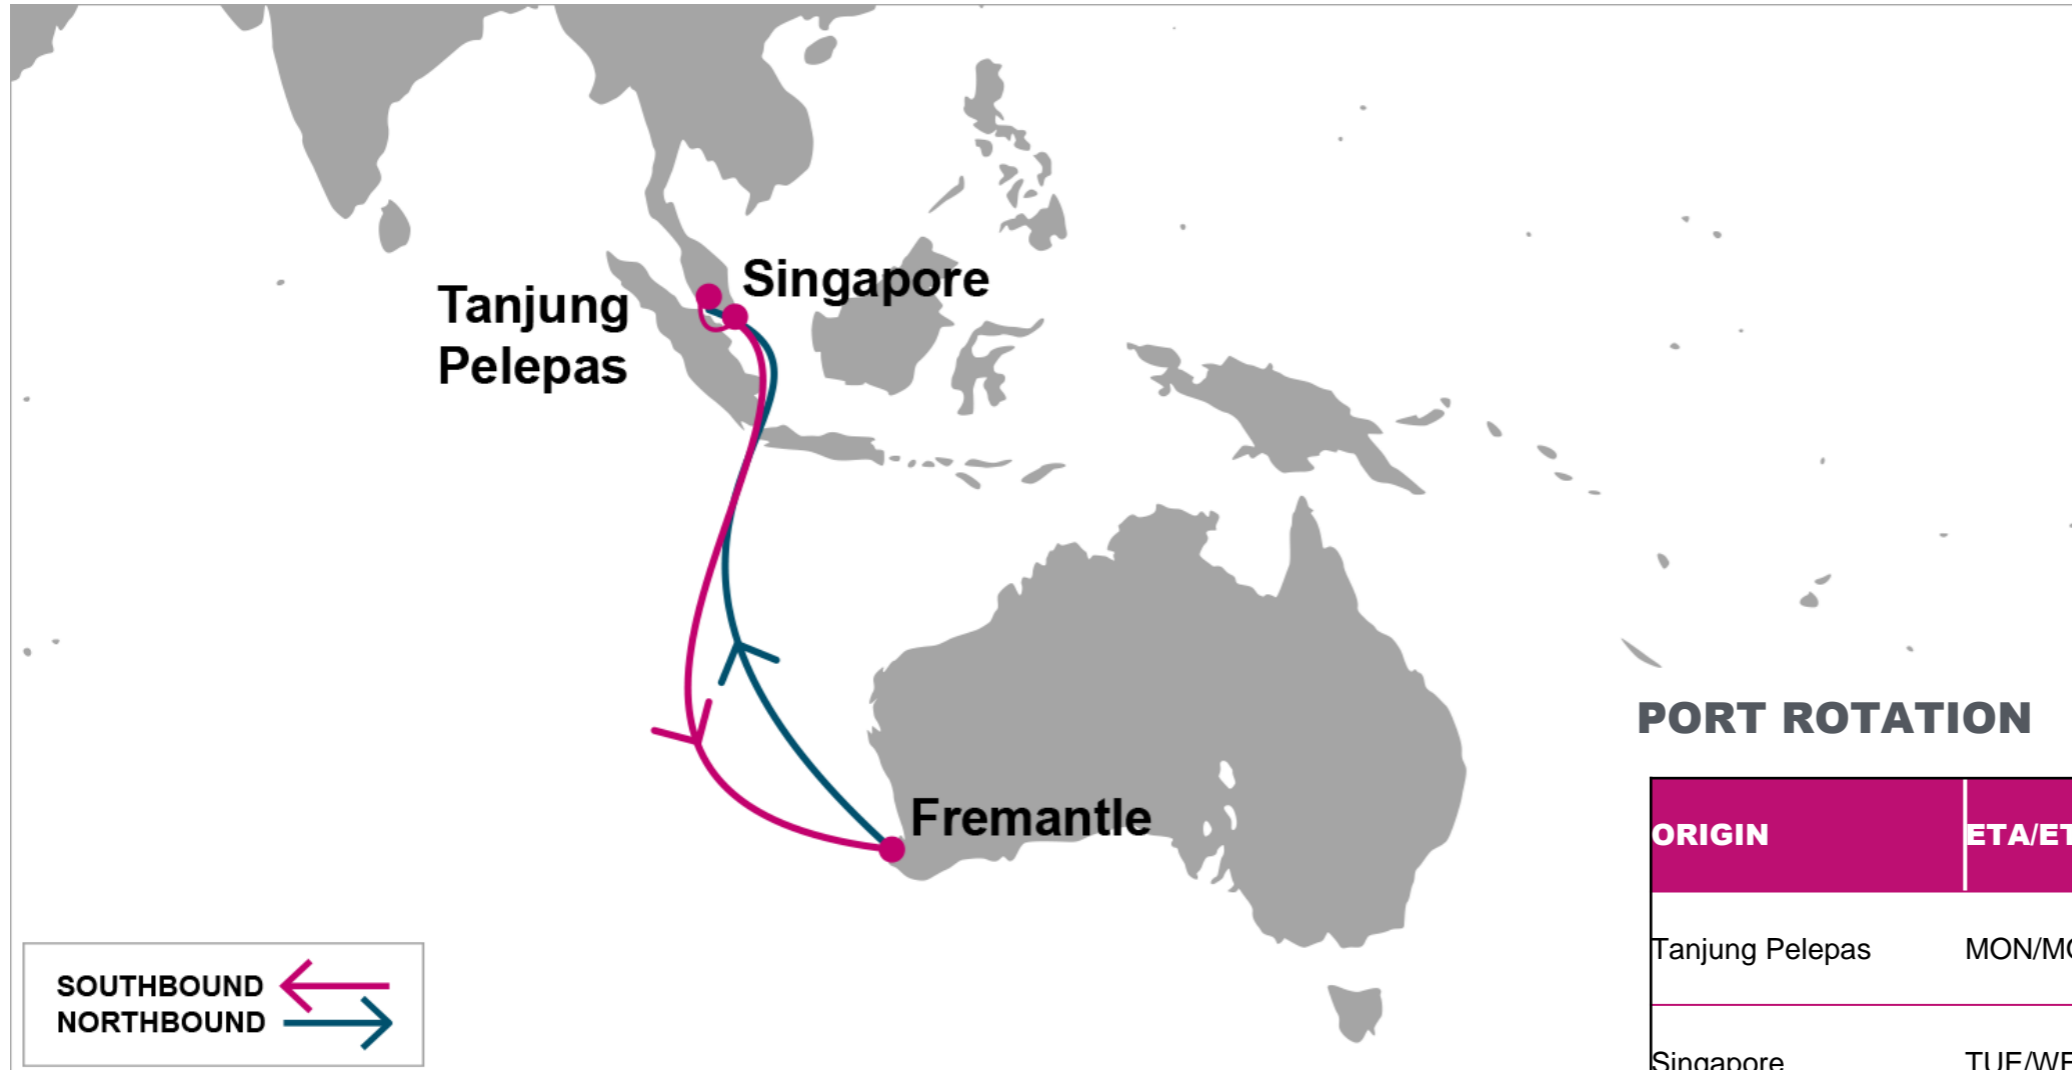 Singapore
Tanjung
Pelepas
Fremantle
PORT ROTATION
ORIGIN
Tanjung Pelepas
Singapore
SOUTHBOUND
NORTHBOUND